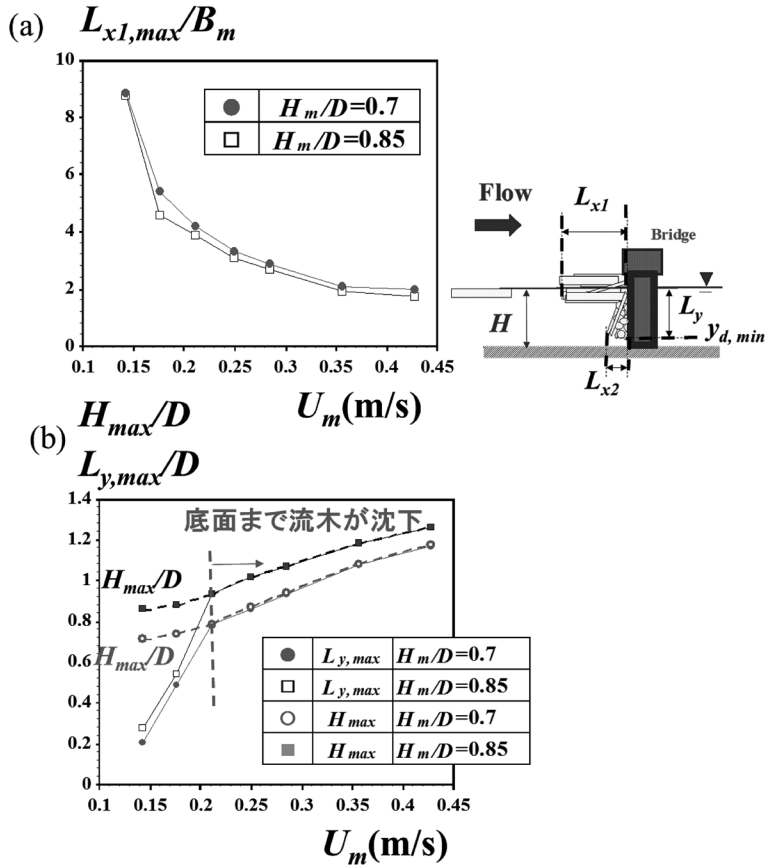 (a)
Lx1,max/Bm
10
8
6
4
2
0
Hm/D=0.7
Hm/D=0.85
0.1 0.15 0.2 0.25 0.3 0.35 0.4 0.45
Um(m/s)
Flow
Lx1
Bridge
H
Ly
yd, min
Lx2
(b)
Hmax/D
Ly,max/D
1.4
1.2
1
0.8
0.6
0.4
0.2
0
底面まで流木が沈下
Hmax/D
Hmax/D
Ly,max Hm/D=0.7
Ly,max Hm/D=0.85
Hmax Hm/D=0.7
Hmax Hm/D=0.85
0.1 0.15 0.2 0.25 0.3 0.35 0.4 0.45
Um(m/s)